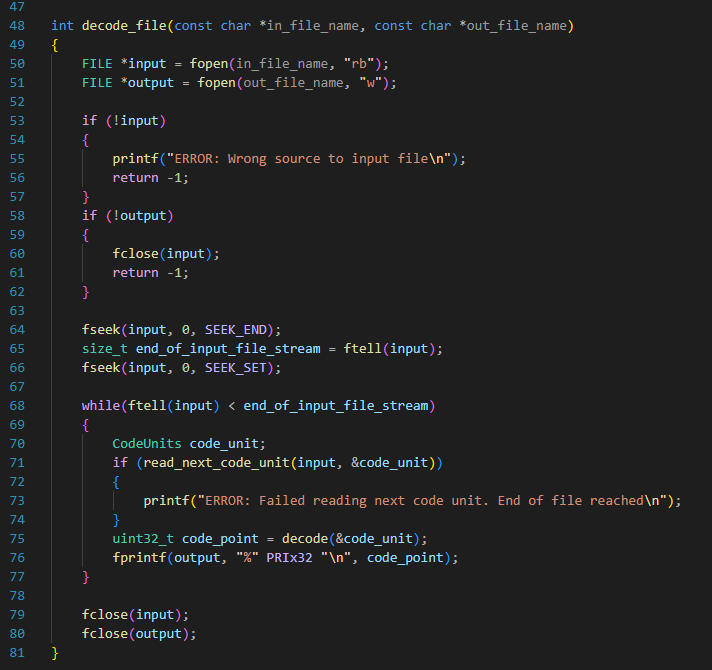 47
48 int decode_file(const char *in_file_name, const char *out_file_name)
49 {
50     FILE *input = fopen(in_file_name, "rb");
51     FILE *output = fopen(out_file_name, "w");
52
53     if (!input)
54     {
55         printf("ERROR: Wrong source to input file\n");
56         return -1;
57     }
58     if (!output)
59     {
60         fclose(input);
61         return -1;
62     }
63
64     fseek(input, 0, SEEK_END);
65     size_t end_of_input_file_stream = ftell(input);
66     fseek(input, 0, SEEK_SET);
67
68     while(ftell(input) < end_of_input_file_stream)
69     {
70         CodeUnits code_unit;
71         if (read_next_code_unit(input, &code_unit))
72         {
73             printf("ERROR: Failed reading next code unit. End of file reached\n");
74         }
75         uint32_t code_point = decode(&code_unit);
76         fprintf(output, "%" PRIx32 "\n", code_point);
77     }
78
79     fclose(input);
80     fclose(output);
81 }